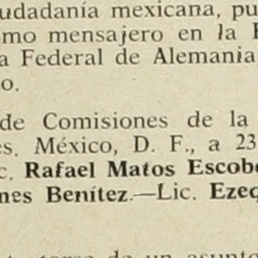 udadanía mexicana, pu
omo mensajero en la
a Federal de Alemania
o.
de Comisiones de la
es. México, D. F., a 23
c. Rafael Matos Escobe
nes Benítez.—Lic. Ezeq